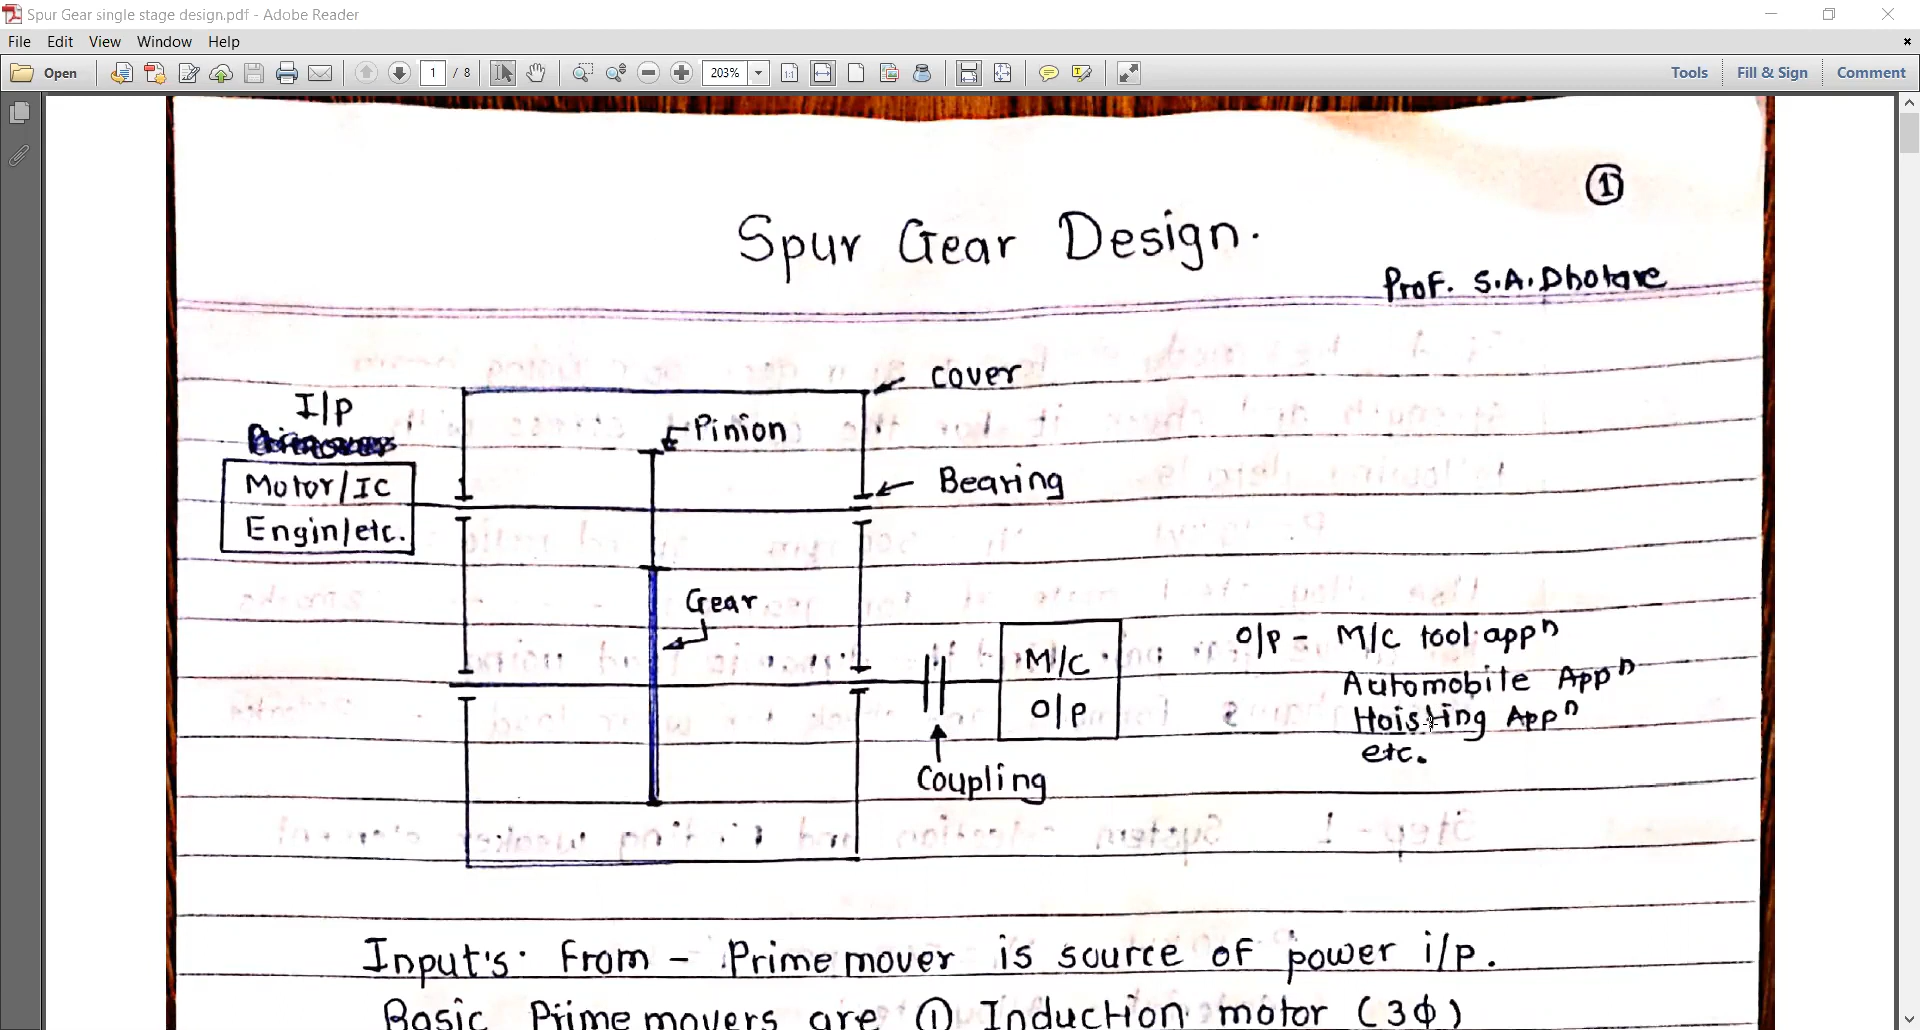 Spur Gear single stage design.pdf - Adobe Reader
File Edit View Window Help
Open 1 / 8 203% Tools Fill & Sign Comment
1
Spur Gear Design.
Prof. S.A.Dhotare
cover
I/p
Pinion
Motor/IC
Engin/etc.
Bearing
Gear
M/C
O/p
O/p - M/C tool appn
Automobile Appn
Hoisting Appn
etc.
Coupling
Step-1 System
Input's From - Prime mover is source of power i/p.
Basic Prime movers are ① Induction motor (3ϕ)